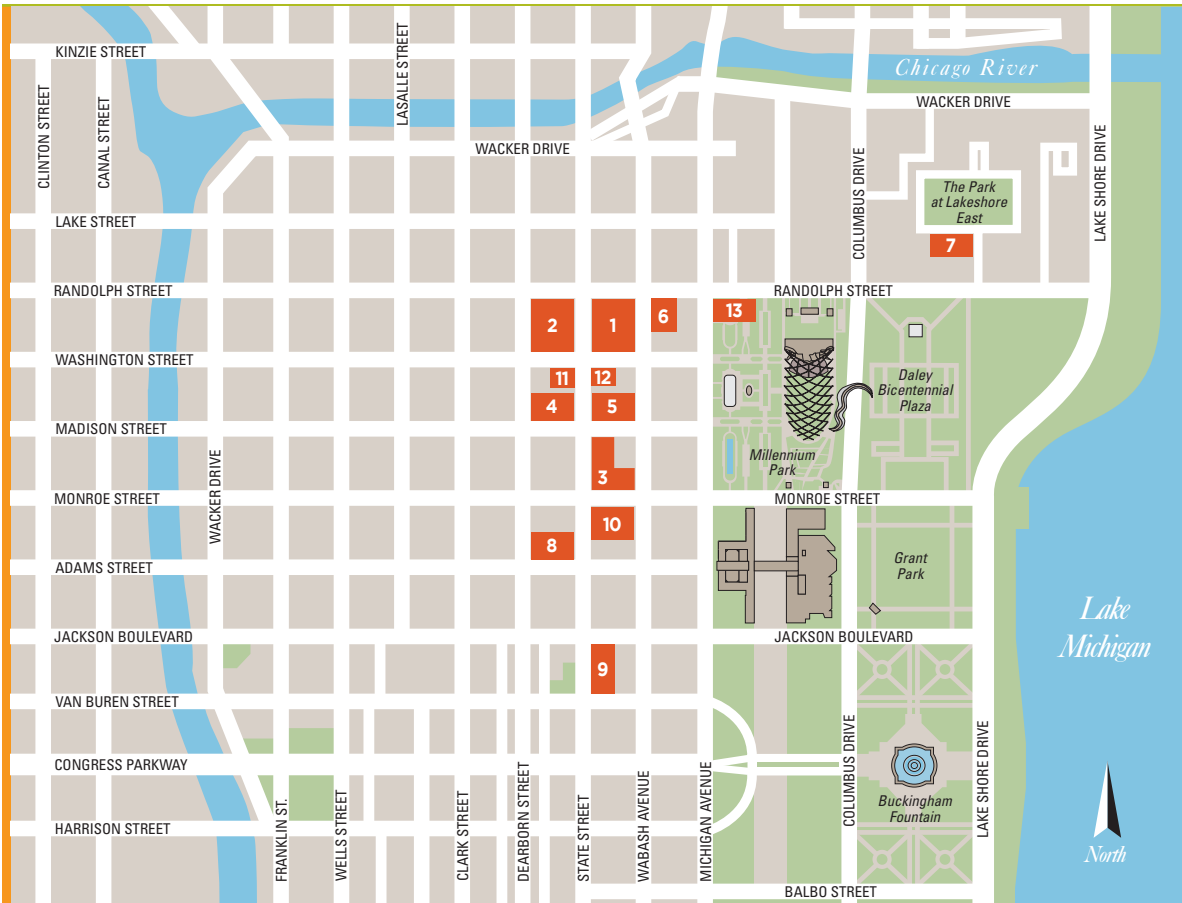 KINZIE STREET
LASALLE STREET
Chicago River
WACKER DRIVE
CLINTON STREET
CANAL STREET
WACKER DRIVE
COLUMBUS DRIVE
LAKE SHORE DRIVE
The Park
at Lakeshore
East
LAKE STREET
7
RANDOLPH STREET
RANDOLPH STREET
2
1
6
13
WASHINGTON STREET
11
12
Daley
Bicentennial
Plaza
4
5
MADISON STREET
Millennium
Park
WACKER DRIVE
3
MONROE STREET
MONROE STREET
10
8
ADAMS STREET
Grant
Park
Lake
Michigan
JACKSON BOULEVARD
JACKSON BOULEVARD
9
VAN BUREN STREET
CONGRESS PARKWAY
HARRISON STREET
FRANKLIN ST.
WELLS STREET
CLARK STREET
DEARBORN STREET
STATE STREET
WABASH AVENUE
MICHIGAN AVENUE
COLUMBUS DRIVE
Buckingham
Fountain
LAKE SHORE DRIVE
North
BALBO STREET